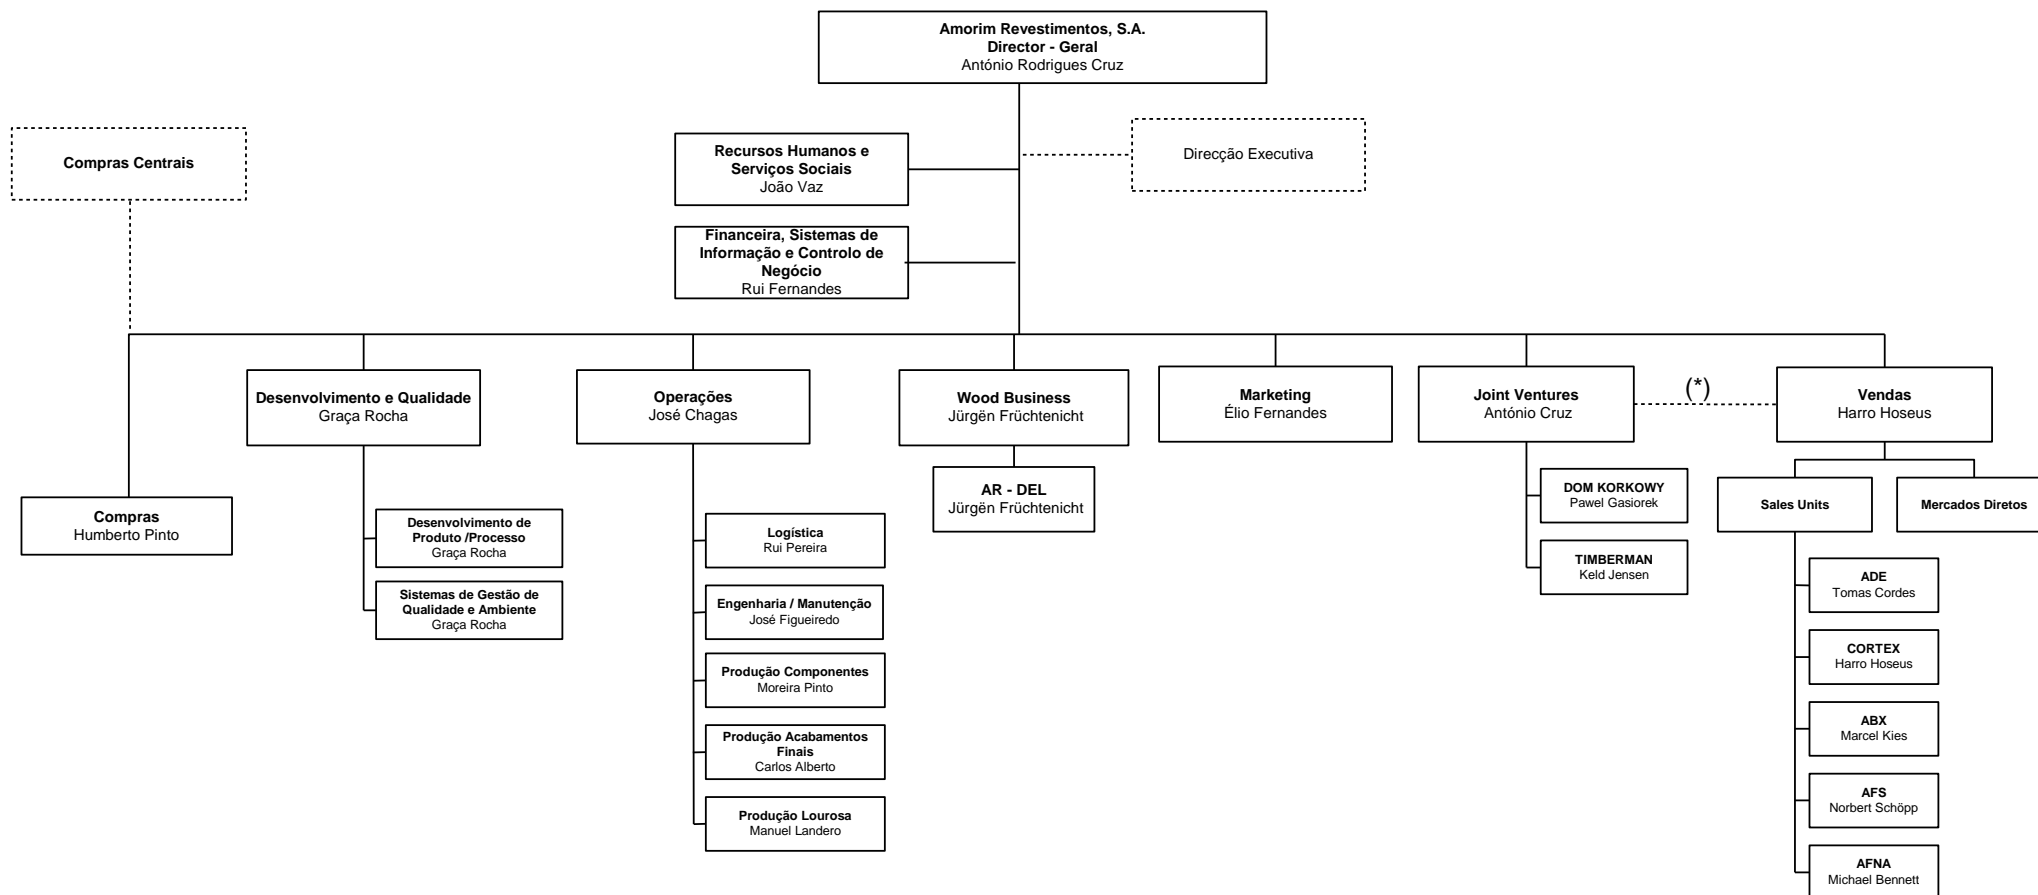 Amorim Revestimentos, S.A.
Director - Geral
António Rodrigues Cruz
Compras Centrais
Recursos Humanos e
Serviços Sociais
João Vaz
Direcção Executiva
Financeira, Sistemas de
Informação e Controlo de
Negócio
Rui Fernandes
Desenvolvimento e Qualidade
Graça Rocha
Operações
José Chagas
Wood Business
Jürgën Früchtenicht
Marketing
Élio Fernandes
Joint Ventures
António Cruz
(*)
Vendas
Harro Hoseus
Compras
Humberto Pinto
Desenvolvimento de
Produto /Processo
Graça Rocha
Sistemas de Gestão de
Qualidade e Ambiente
Graça Rocha
Logística
Rui Pereira
Engenharia / Manutenção
José Figueiredo
Produção Componentes
Moreira Pinto
Produção Acabamentos
Finais
Carlos Alberto
Produção Lourosa
Manuel Landero
AR - DEL
Jürgën Früchtenicht
DOM KORKOWY
Pawel Gasiorek
TIMBERMAN
Keld Jensen
Sales Units
Mercados Diretos
ADE
Tomas Cordes
CORTEX
Harro Hoseus
ABX
Marcel Kies
AFS
Norbert Schöpp
AFNA
Michael Bennett